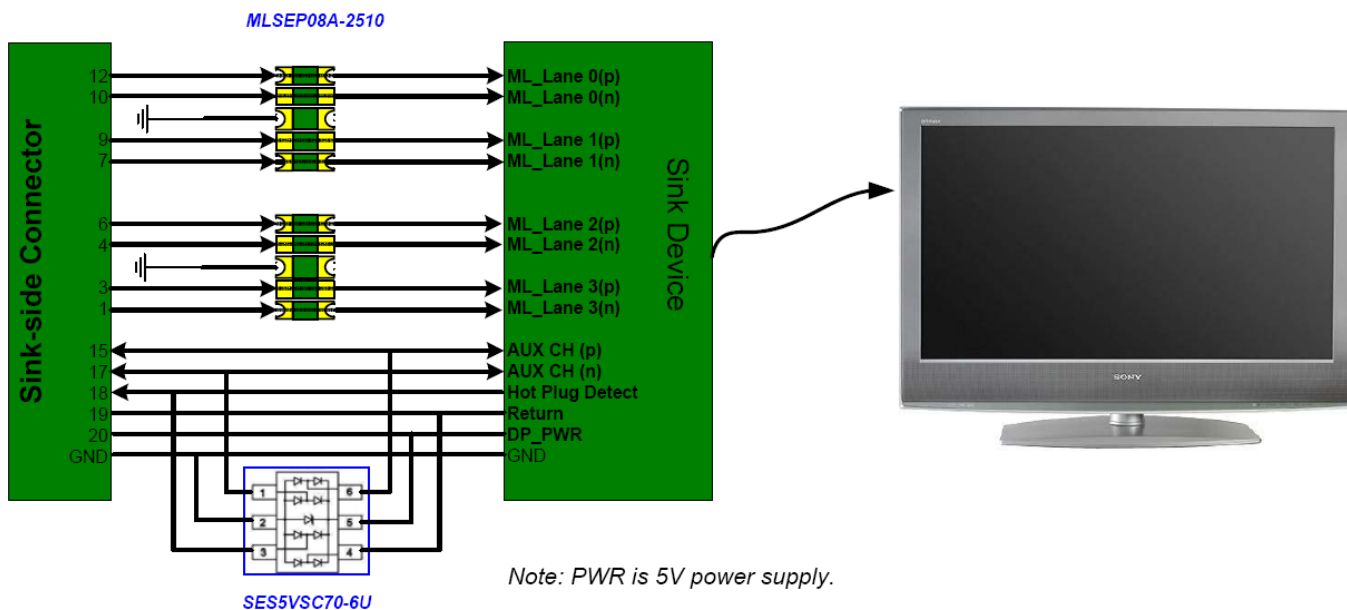 MLSEP08A-2510
Sink-side Connector
12
10
9
7
6
4
3
1
15
17
18
19
20
GND
ML_Lane 0(p)
ML_Lane 0(n)
ML_Lane 1(p)
ML_Lane 1(n)
ML_Lane 2(p)
ML_Lane 2(n)
ML_Lane 3(p)
ML_Lane 3(n)
AUX CH (p)
AUX CH (n)
Hot Plug Detect
Return
DP_PWR
GND
Sink Device
1
2
3
6
5
4
SES5VSC70-6U
Note: PWR is 5V power supply.
SONY